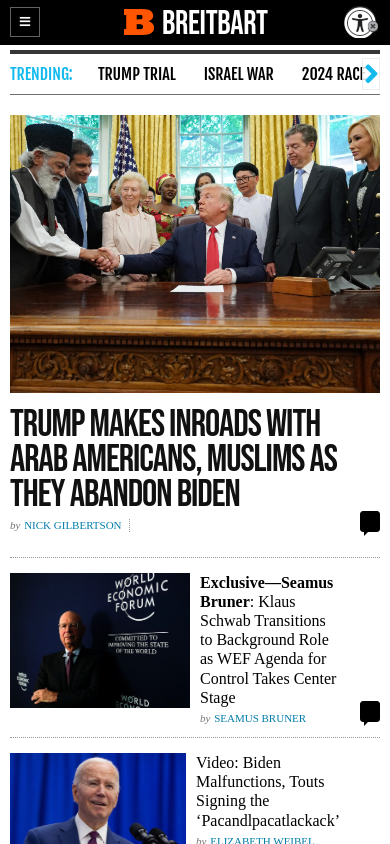 BREITBART
TRENDING:
TRUMP TRIAL
ISRAEL WAR
2024 RACE
TRUMP MAKES INROADS WITH
ARAB AMERICANS, MUSLIMS AS
THEY ABANDON BIDEN
by NICK GILBERTSON
WORLD
ECONOMIC
FORUM
COMMITTED TO
IMPROVING THE STATE
OF THE WORLD
WORLD
Exclusive—Seamus
Bruner: Klaus
Schwab Transitions
to Background Role
as WEF Agenda for
Control Takes Center
Stage
by SEAMUS BRUNER
Video: Biden
Malfunctions, Touts
Signing the
‘Pacandlpacatlackack’
by ELIZABETH WEIBEL